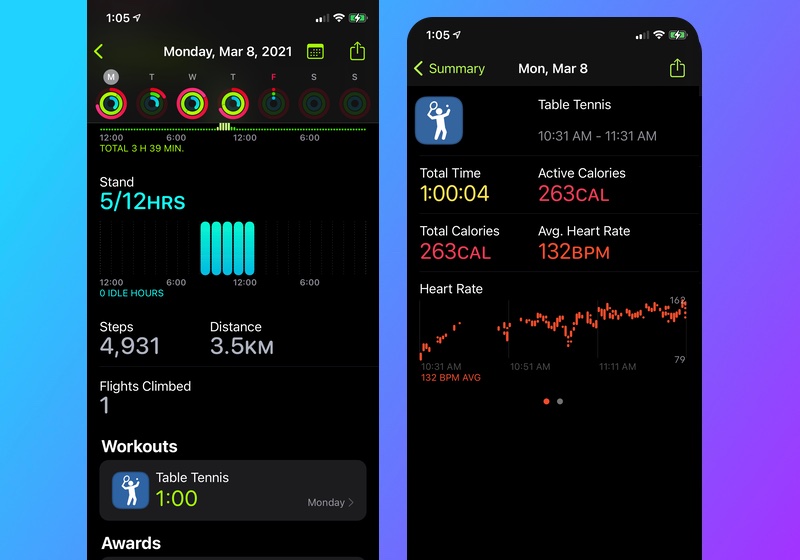 1:05
Monday, Mar 8, 2021
M T W T F S S
12:00 6:00 12:00 6:00
TOTAL 3 H 39 MIN.
Stand
5/12HRS
12:00 6:00 12:00 6:00
0 IDLE HOURS
Steps Distance
4,931 3.5KM
Flights Climbed
1
Workouts
Table Tennis
1:00
Monday
Awards
1:05
Summary Mon, Mar 8
Table Tennis
10:31 AM - 11:31 AM
Total Time Active Calories
1:00:04 263CAL
Total Calories Avg. Heart Rate
263CAL 132BPM
Heart Rate
162
79
10:31 AM 10:51 AM 11:11 AM
132 BPM AVG